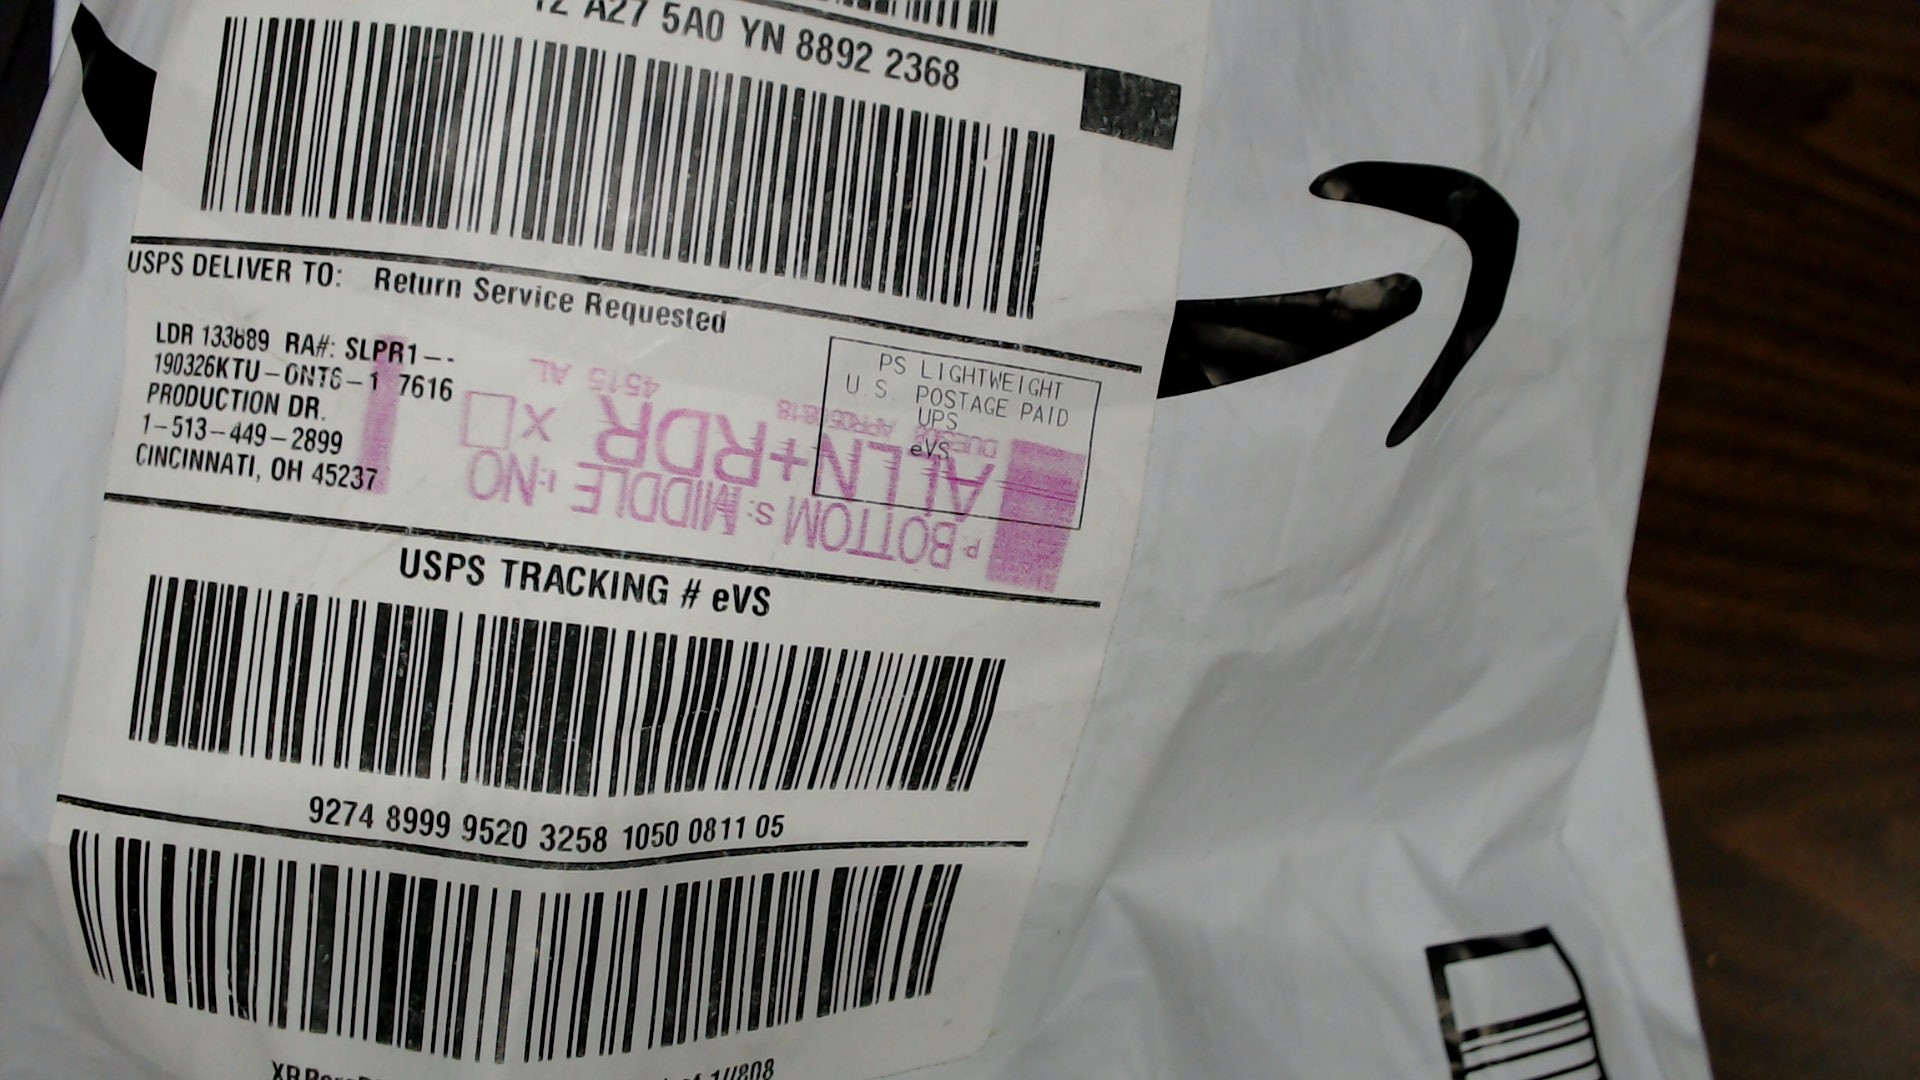 A27 5A0 YN 8892 2368
USPS DELIVER TO: Return Service Requested
LDR 133889 RA#: SLPR1--
190326KTU-ONT6-1 7616
PRODUCTION DR.
1-513-449-2899
CINCINNATI, OH 45237
PS LIGHTWEIGHT
U.S. POSTAGE PAID
UPS
eVS
P: BOTTOM S: MIDDLE I: NO
ALLN+RDR X
4515 AL
USPS TRACKING # eVS
9274 8999 9520 3258 1050 0811 05